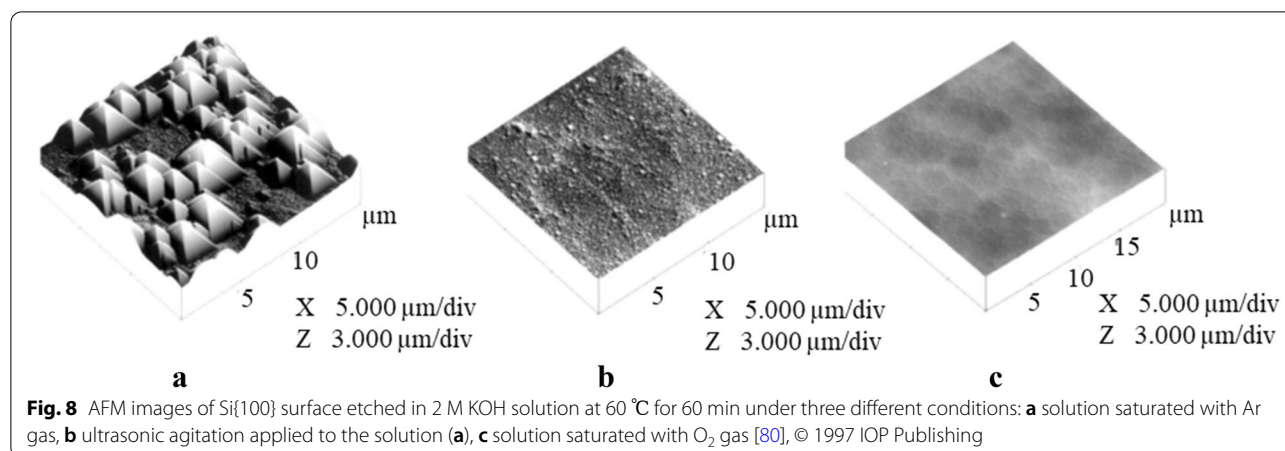 μm
10
5
X 5.000 μm/div
Z 3.000 μm/div
a
μm
10
5
X 5.000 μm/div
Z 3.000 μm/div
b
μm
15
10
5
X 5.000 μm/div
Z 3.000 μm/div
c
Fig. 8 AFM images of Si{100} surface etched in 2 M KOH solution at 60 ℃ for 60 min under three different conditions: a solution saturated with Ar
gas, b ultrasonic agitation applied to the solution (a), c solution saturated with O₂ gas [80], © 1997 IOP Publishing